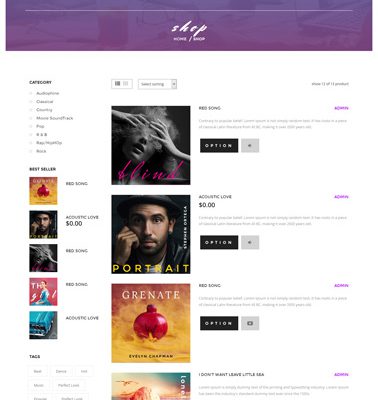 shop
HOME / SHOP
CATEGORY
Audiophine
Classical
Country
Movie SoundTrack
Pop
R & B
Rap/HipHop
Rock
BEST SELLER
RED SONG
ACOUSTIC LOVE
$0.00
RED SONG
RED SONG
ACOUSTIC LOVE
TAGS
Beat
Dance
Hot
Music
Perfect Love
Popular
Perfect Love
Select sorting
show 12 of 13 product
blind
RED SONG
ADMIN
Contrary to popular belief, Lorem Ipsum is not simply random text. It has roots in a piece
of classical Latin literature from 45 BC, making it over 2000 years old.
OPTION
STEPHEN ORTEGA
PORTRAIT
ACOUSTIC LOVE
ADMIN
$0.00
Contrary to popular belief, Lorem Ipsum is not simply random text. It has roots in a piece
of classical Latin literature from 45 BC, making it over 2000 years old.
OPTION
GRENATE
EVELYN CHAPMAN
RED SONG
ADMIN
Contrary to popular belief, Lorem Ipsum is not simply random text. It has roots in a piece
of classical Latin literature from 45 BC, making it over 2000 years old.
OPTION
I DON'T WANT LEAVE LITTLE SEA
ADMIN
Lorem Ipsum is simply dummy text of the printing and typesetting industry. Lorem Ipsum
has been the industry's standard dummy text ever since the 1500s.